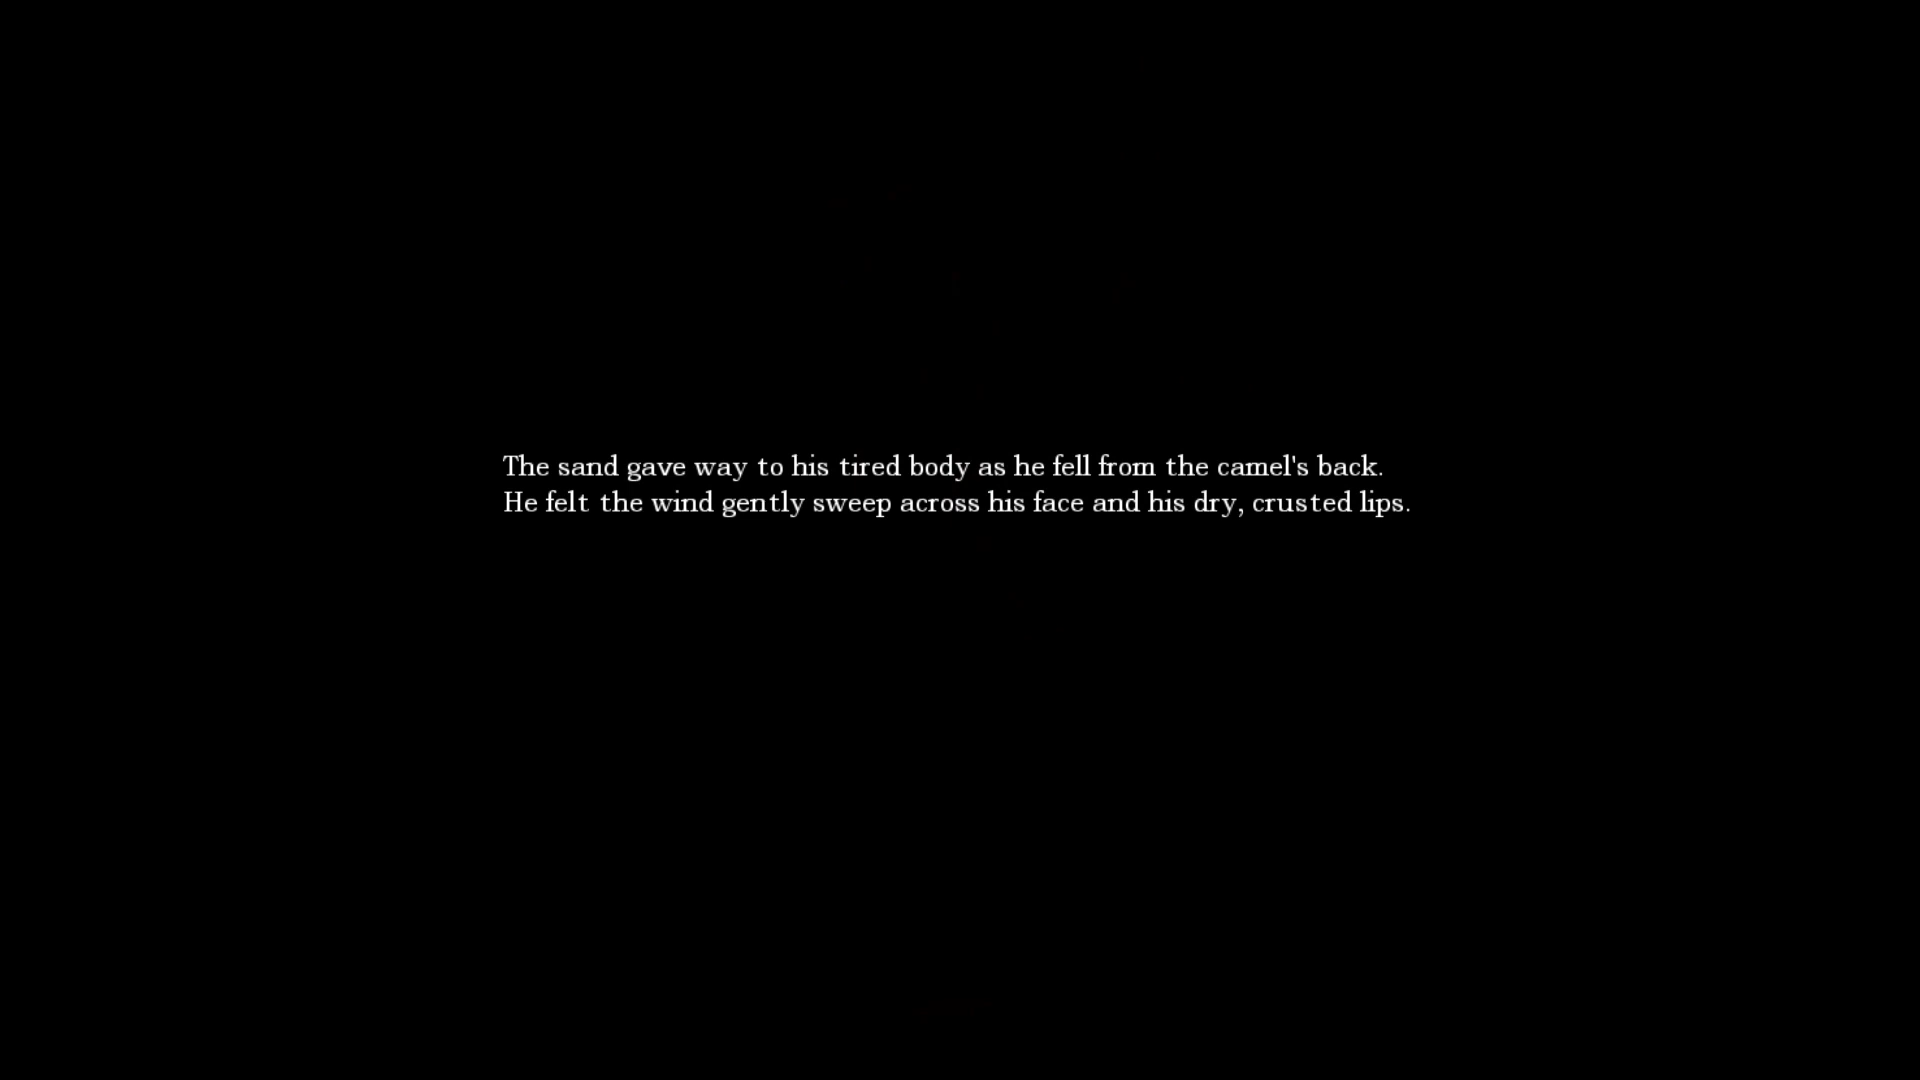 The sand gave way to his tired body as he fell from the camel's back.
He felt the wind gently sweep across his face and his dry, crusted lips.